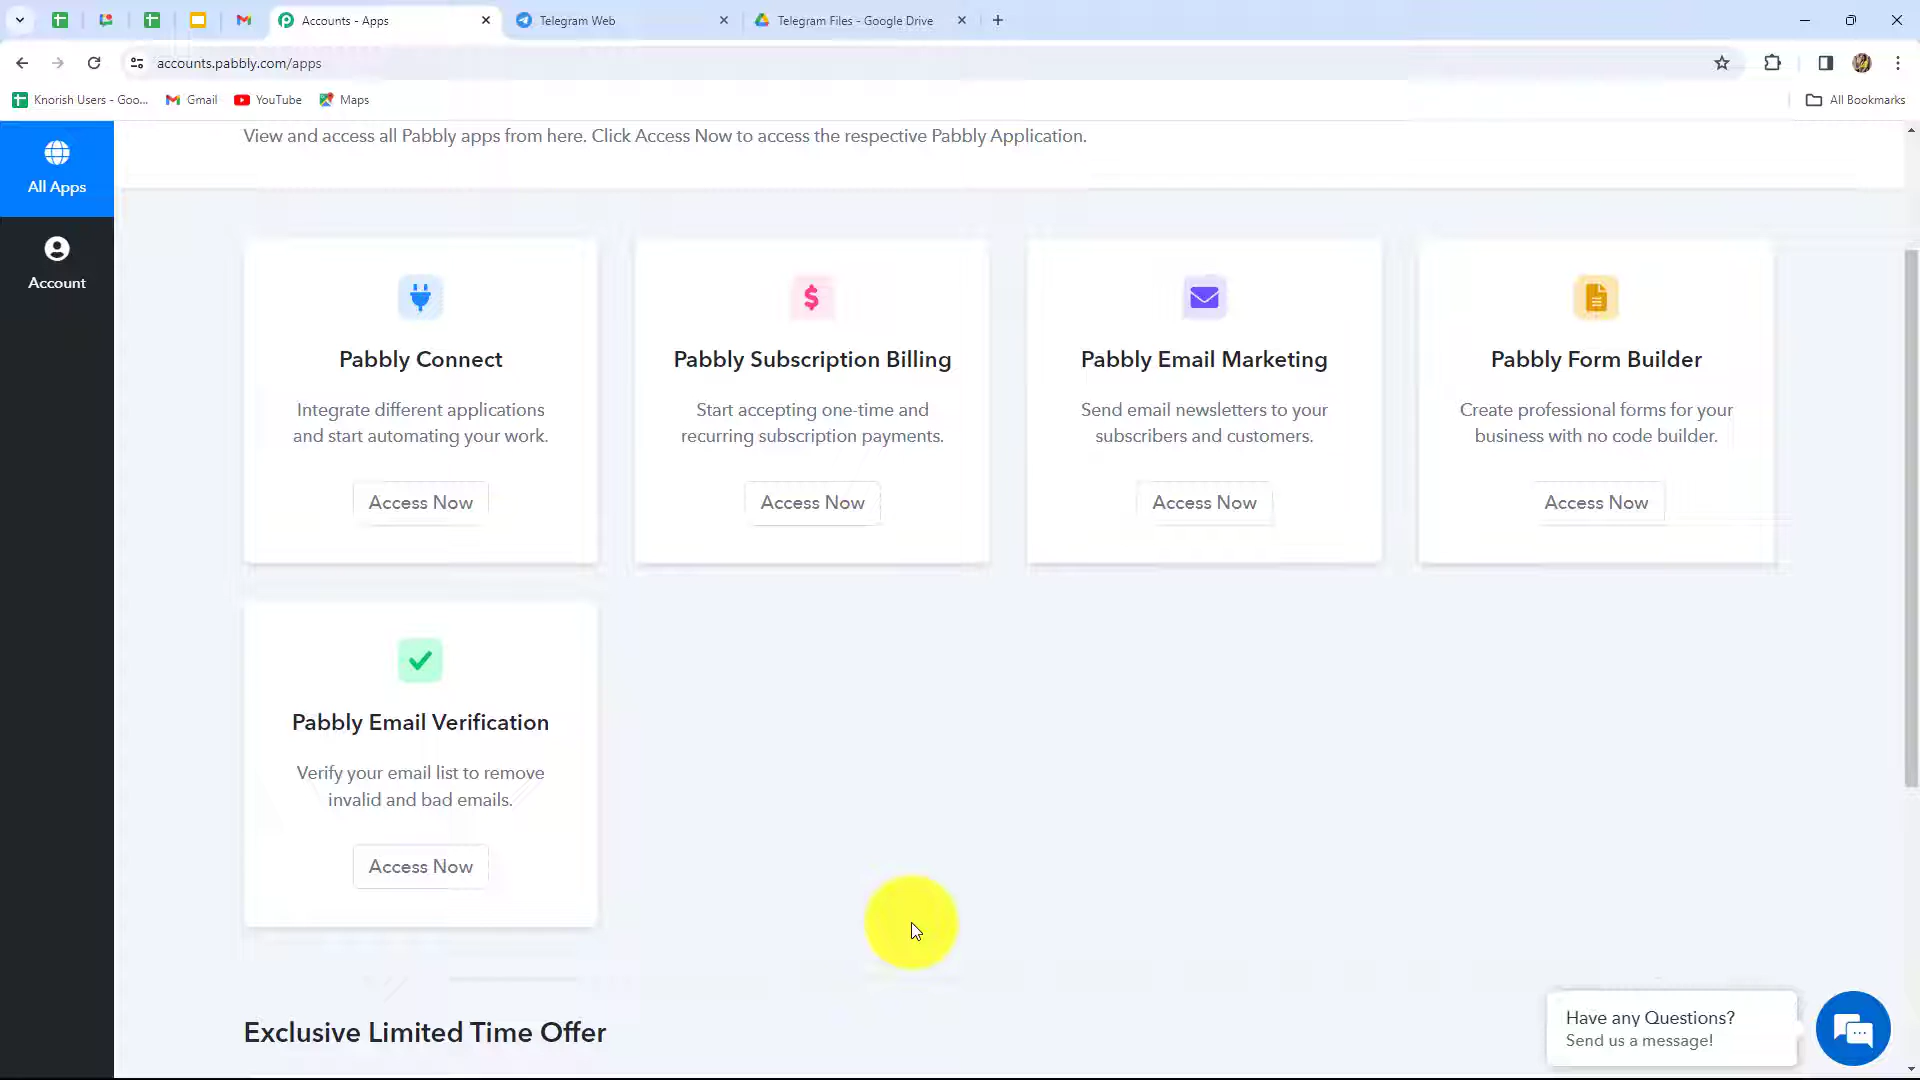 Accounts - Apps
Telegram Web
Telegram Files - Google Drive
accounts.pabbly.com/apps
Knorish Users - Goo...
Gmail
YouTube
Maps
All Bookmarks
All Apps
Account
View and access all Pabbly apps from here. Click Access Now to access the respective Pabbly Application.
Pabbly Connect
Integrate different applications
and start automating your work.
Access Now
Pabbly Subscription Billing
Start accepting one-time and
recurring subscription payments.
Access Now
Pabbly Email Marketing
Send email newsletters to your
subscribers and customers.
Access Now
Pabbly Form Builder
Create professional forms for your
business with no code builder.
Access Now
Pabbly Email Verification
Verify your email list to remove
invalid and bad emails.
Access Now
Exclusive Limited Time Offer
Have any Questions?
Send us a message!